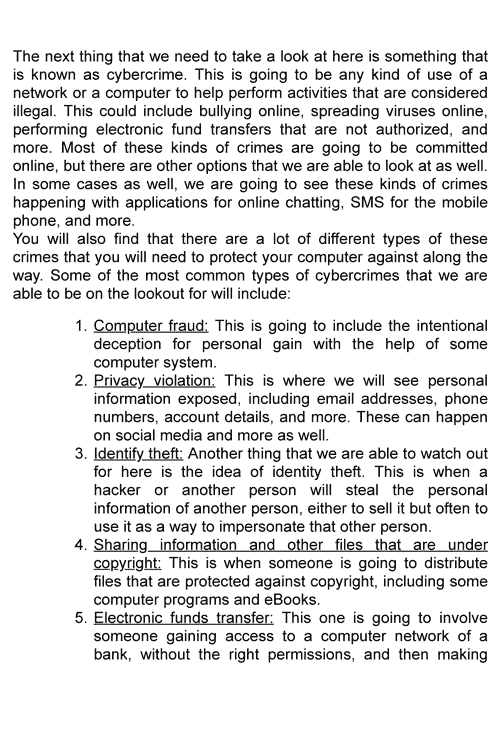 The next thing that we need to take a look at here is something that
is known as cybercrime. This is going to be any kind of use of a
network or a computer to help perform activities that are considered
illegal. This could include bullying online, spreading viruses online,
performing electronic fund transfers that are not authorized, and
more. Most of these kinds of crimes are going to be committed
online, but there are other options that we are able to look at as well.
In some cases as well, we are going to see these kinds of crimes
happening with applications for online chatting, SMS for the mobile
phone, and more.
You will also find that there are a lot of different types of these
crimes that you will need to protect your computer against along the
way. Some of the most common types of cybercrimes that we are
able to be on the lookout for will include:
1. Computer fraud: This is going to include the intentional
deception for personal gain with the help of some
computer system.
2. Privacy violation: This is where we will see personal
information exposed, including email addresses, phone
numbers, account details, and more. These can happen
on social media and more as well.
3. Identify theft: Another thing that we are able to watch out
for here is the idea of identity theft. This is when a
hacker or another person will steal the personal
information of another person, either to sell it but often to
use it as a way to impersonate that other person.
4. Sharing information and other files that are under
copyright: This is when someone is going to distribute
files that are protected against copyright, including some
computer programs and eBooks.
5. Electronic funds transfer: This one is going to involve
someone gaining access to a computer network of a
bank, without the right permissions, and then making